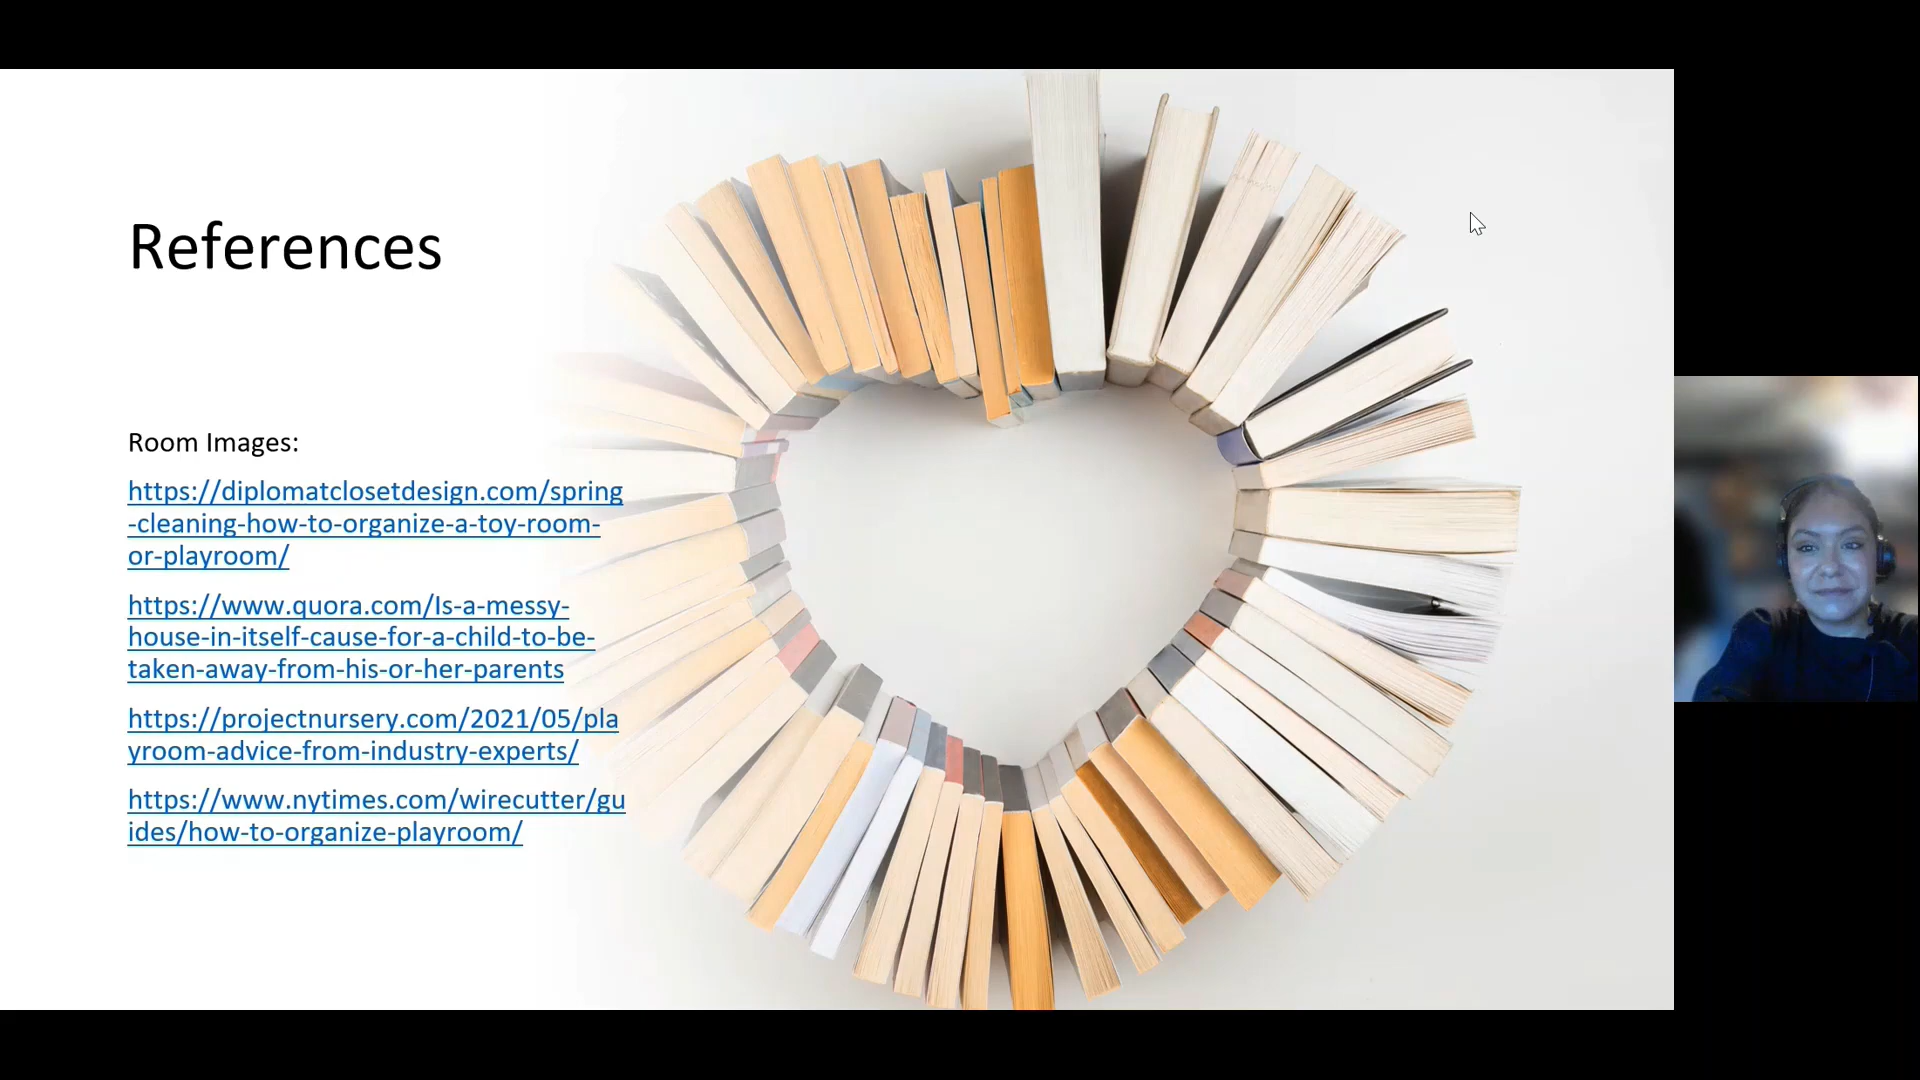 References
Room Images:
https://diplomatclosetdesign.com/spring
-cleaning-how-to-organize-a-toy-room-
or-playroom/
https://www.quora.com/Is-a-messy-
house-in-itself-cause-for-a-child-to-be-
taken-away-from-his-or-her-parents
https://projectnursery.com/2021/05/pla
yroom-advice-from-industry-experts/
https://www.nytimes.com/wirecutter/gu
ides/how-to-organize-playroom/